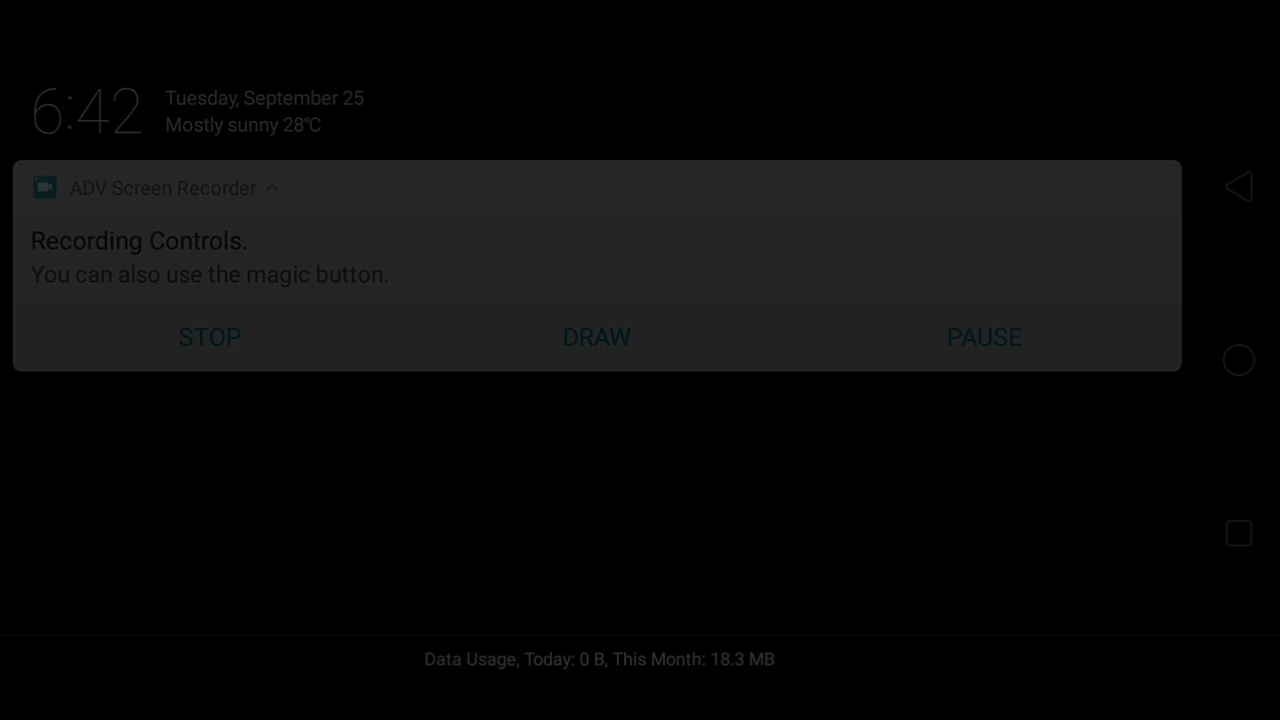 6:42
Tuesday, September 25
Mostly sunny 28°C
ADV Screen Recorder
Recording Controls.
You can also use the magic button.
STOP DRAW PAUSE
Data Usage, Today: 0 B, This Month: 18.3 MB